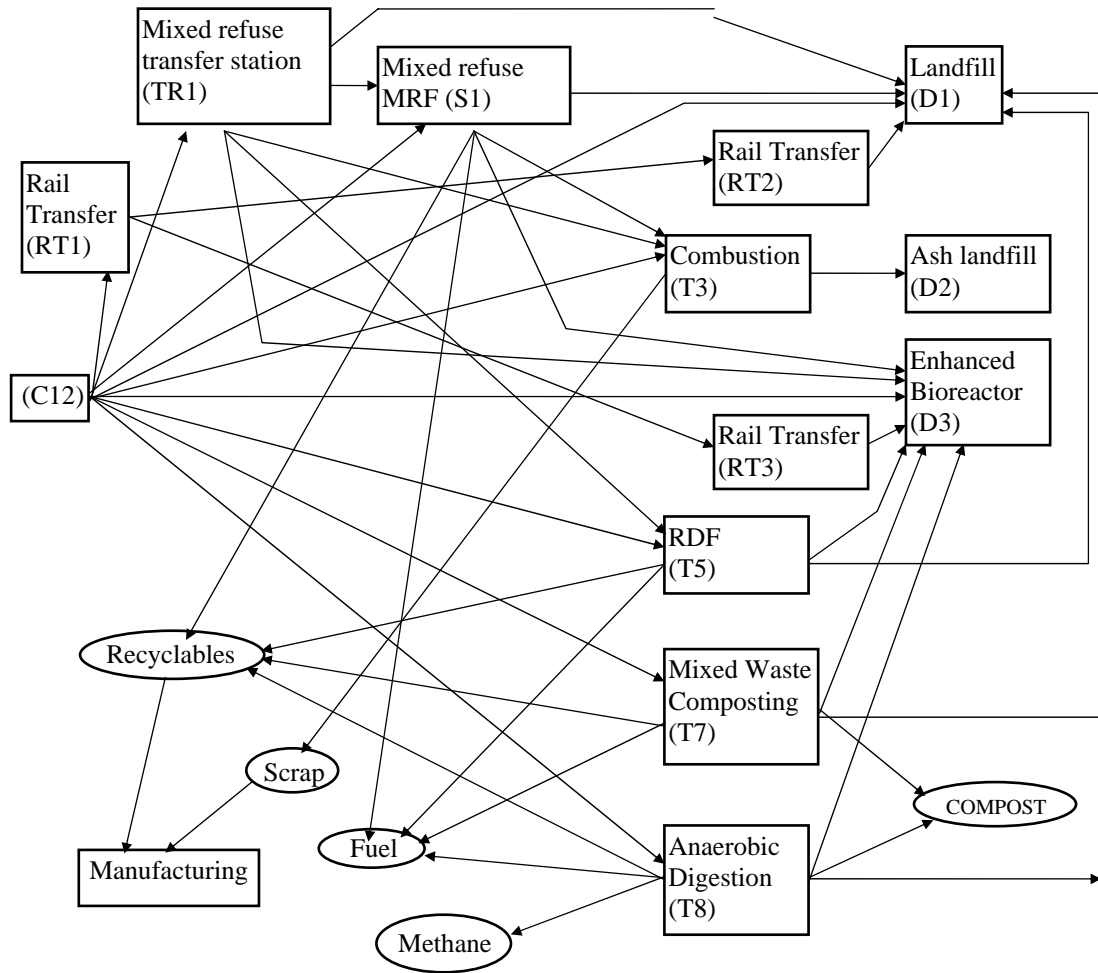 Mixed refuse
transfer station
(TR1)
Mixed refuse
MRF (S1)
Landfill
(D1)
Rail Transfer
(RT2)
Rail
Transfer
(RT1)
Combustion
(T3)
Ash landfill
(D2)
(C12)
Enhanced
Bioreactor
(D3)
Rail Transfer
(RT3)
RDF
(T5)
Recyclables
Mixed Waste
Composting
(T7)
Scrap
COMPOST
Fuel
Manufacturing
Anaerobic
Digestion
(T8)
Methane